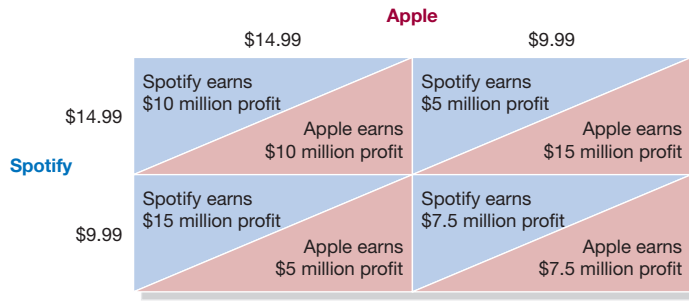 Apple
$14.99
$9.99
Spotify
$14.99
Spotify earns
$10 million profit
Apple earns
$10 million profit
Spotify earns
$5 million profit
Apple earns
$15 million profit
$9.99
Spotify earns
$15 million profit
Apple earns
$5 million profit
Spotify earns
$7.5 million profit
Apple earns
$7.5 million profit